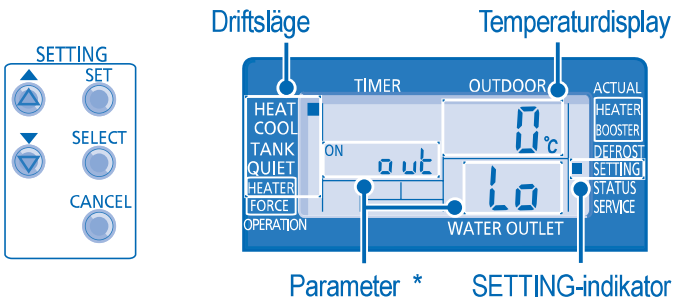 Driftsläge
Temperaturdisplay
SETTING
SET
SELECT
CANCEL
TIMER
OUTDOOR
ACTUAL
HEAT
COOL
TANK
QUIET
HEATER
FORCE
OPERATION
ON
out
0°C
Lo
WATER OUTLET
HEATER
BOOSTER
DEFROST
SETTING
STATUS
SERVICE
Parameter *
SETTING-indikator